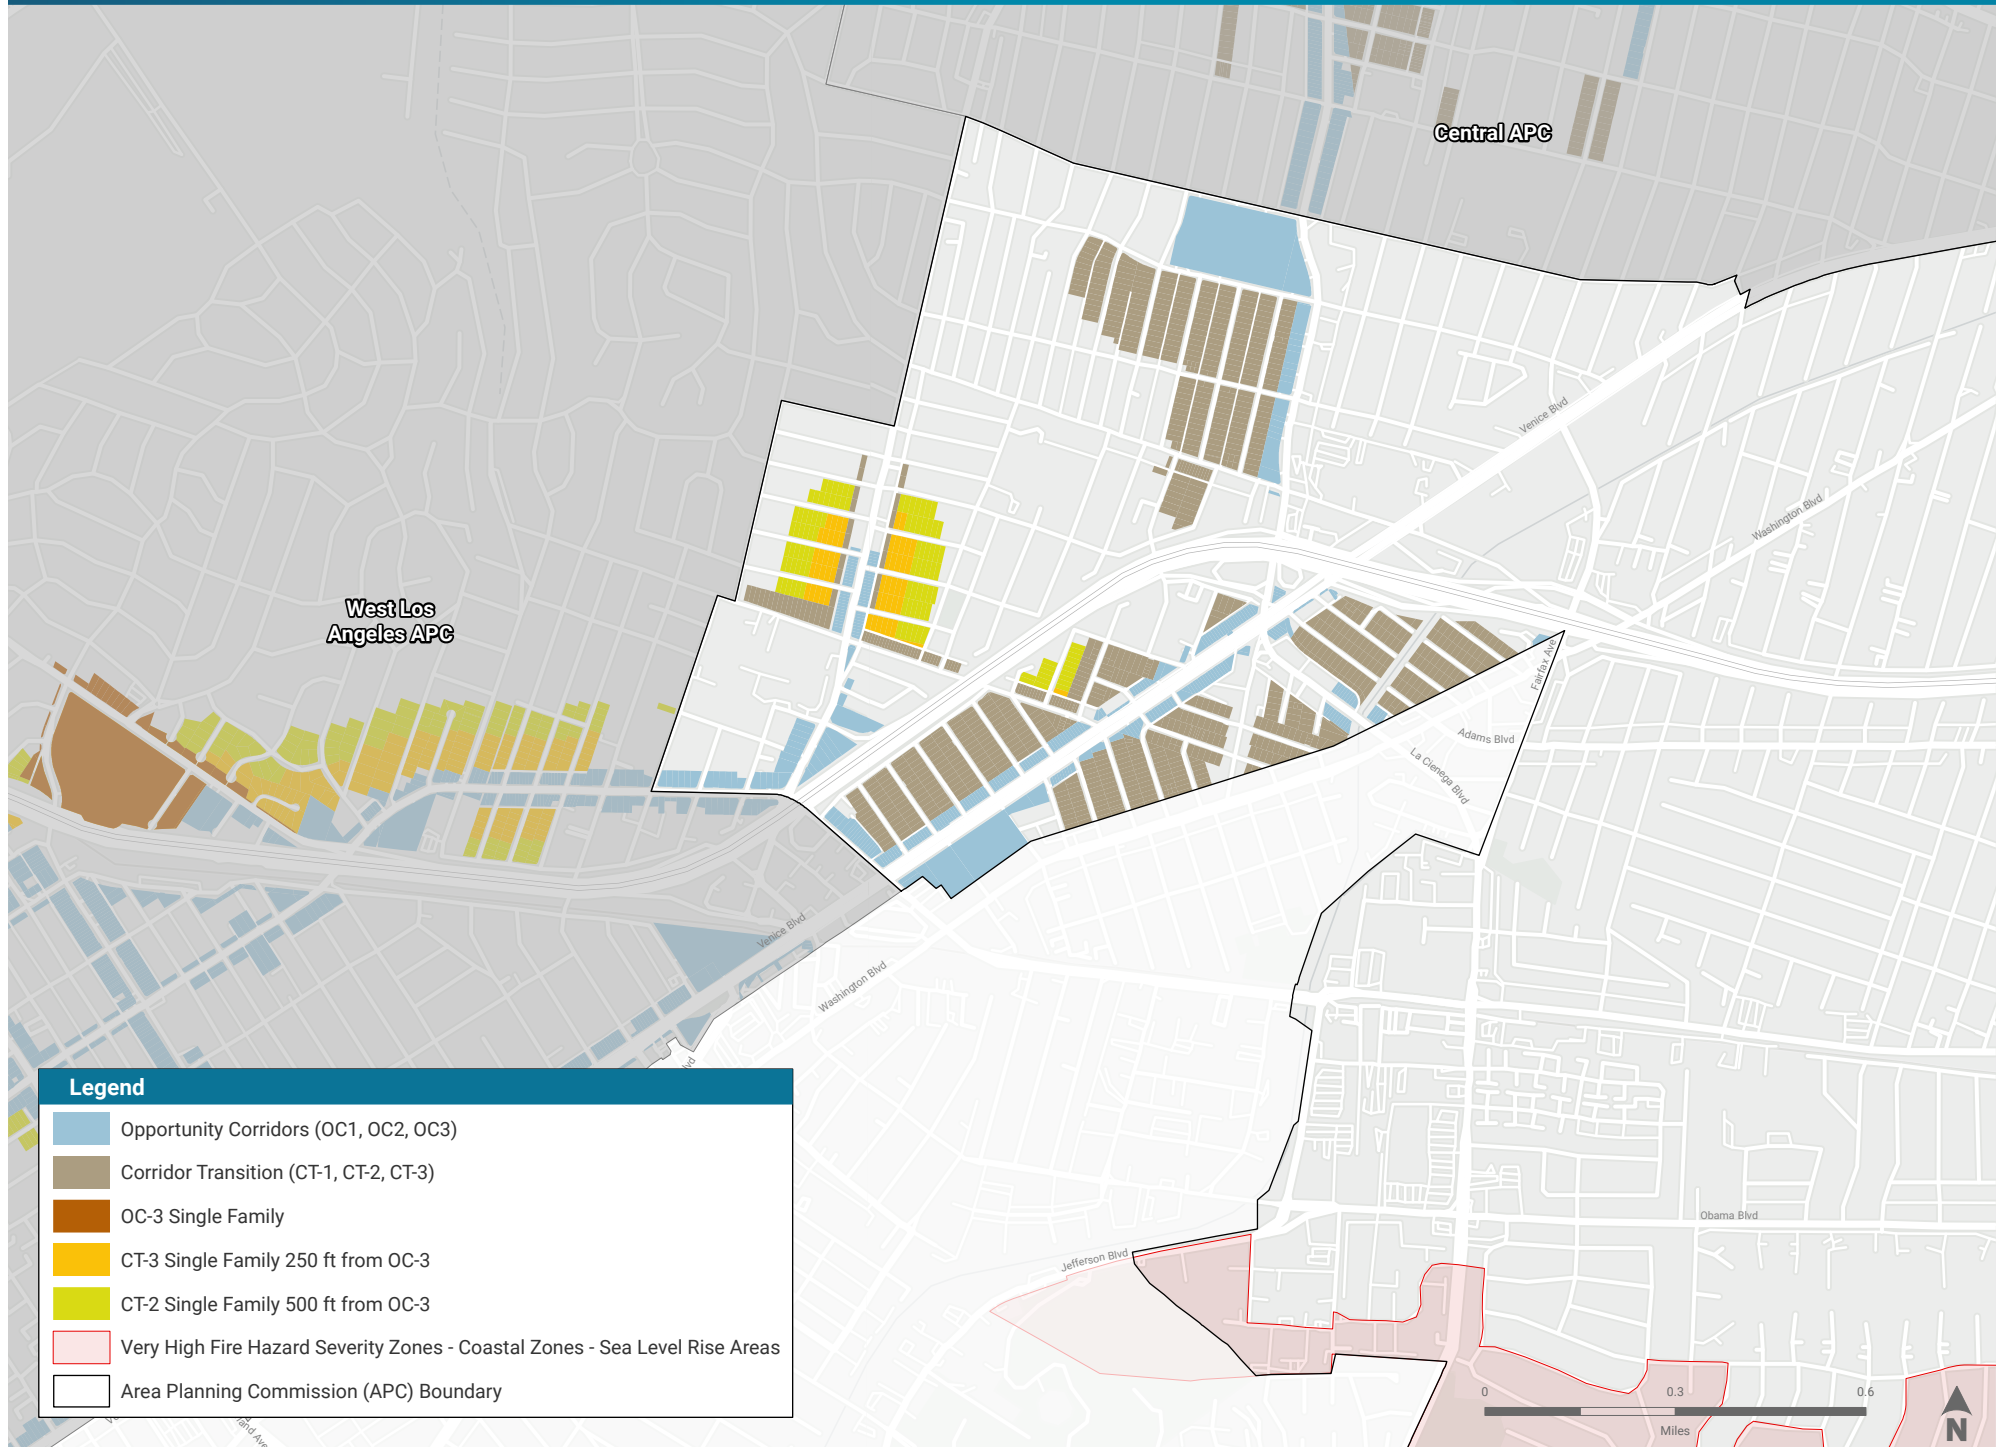 Central APC
Venice Blvd
Washington Blvd
West Los
Angeles APC
Fairfax Ave
Adams Blvd
La Cienega Blvd
Venice Blvd
Washington Blvd
Legend
Opportunity Corridors (OC1, OC2, OC3)
Corridor Transition (CT-1, CT-2, CT-3)
OC-3 Single Family
CT-3 Single Family 250 ft from OC-3
CT-2 Single Family 500 ft from OC-3
Very High Fire Hazard Severity Zones - Coastal Zones - Sea Level Rise Areas
Area Planning Commission (APC) Boundary
Obama Blvd
Jefferson Blvd
0
0.3
0.6
Miles
N